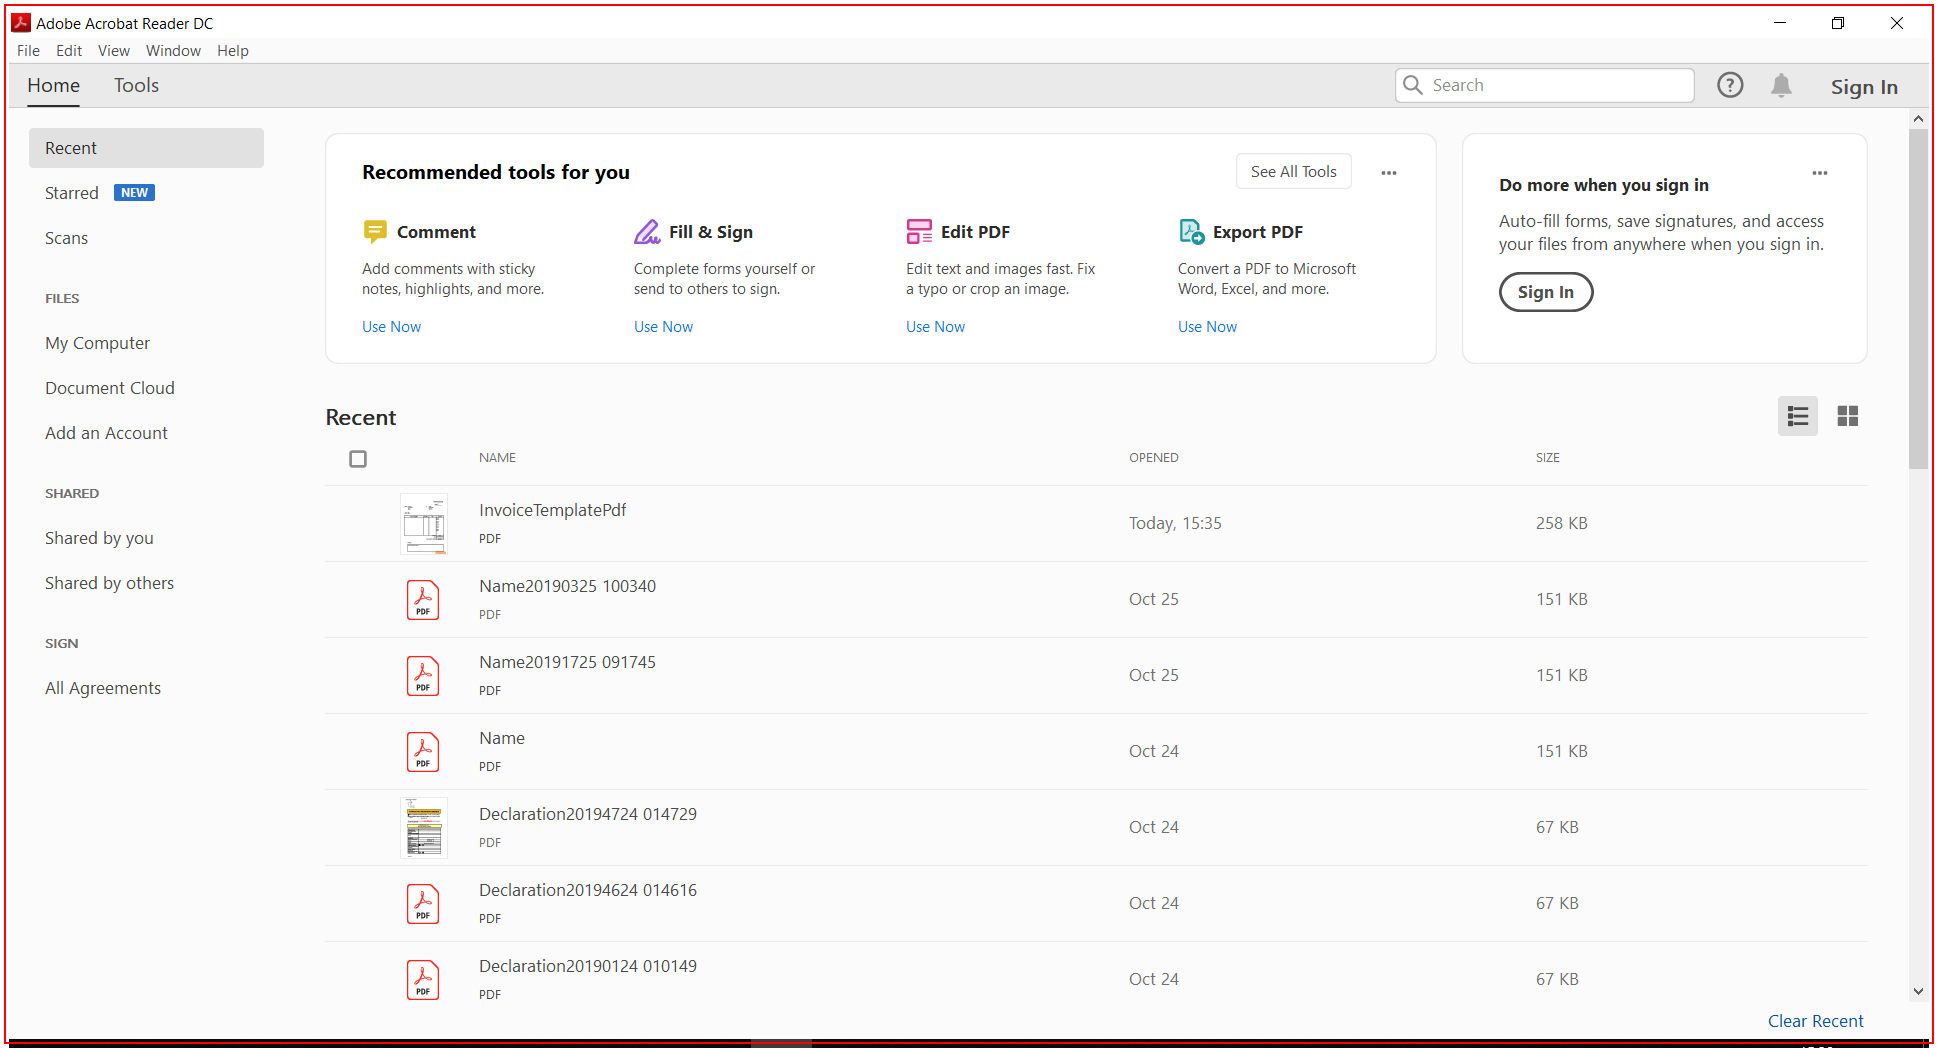 Adobe Acrobat Reader DC
File Edit View Window Help
Home Tools Search ? Sign In
Recent
Starred NEW
Scans
FILES
My Computer
Document Cloud
Add an Account
SHARED
Shared by you
Shared by others
SIGN
All Agreements
Recommended tools for you
See All Tools
Comment
Add comments with sticky
notes, highlights, and more.
Use Now
Fill & Sign
Complete forms yourself or
send to others to sign.
Use Now
Edit PDF
Edit text and images fast. Fix
a typo or crop an image.
Use Now
Export PDF
Convert a PDF to Microsoft
Word, Excel, and more.
Use Now
Do more when you sign in
Auto-fill forms, save signatures, and access
your files from anywhere when you sign in.
Sign In
Recent
NAME OPENED SIZE
InvoiceTemplatePdf
PDF
Today, 15:35
258 KB
PDF
Name20190325 100340
PDF
Oct 25
151 KB
PDF
Name20191725 091745
PDF
Oct 25
151 KB
PDF
Name
PDF
Oct 24
151 KB
Declaration20194724 014729
PDF
Oct 24
67 KB
PDF
Declaration20194624 014616
PDF
Oct 24
67 KB
PDF
Declaration20190124 010149
PDF
Oct 24
67 KB
Clear Recent